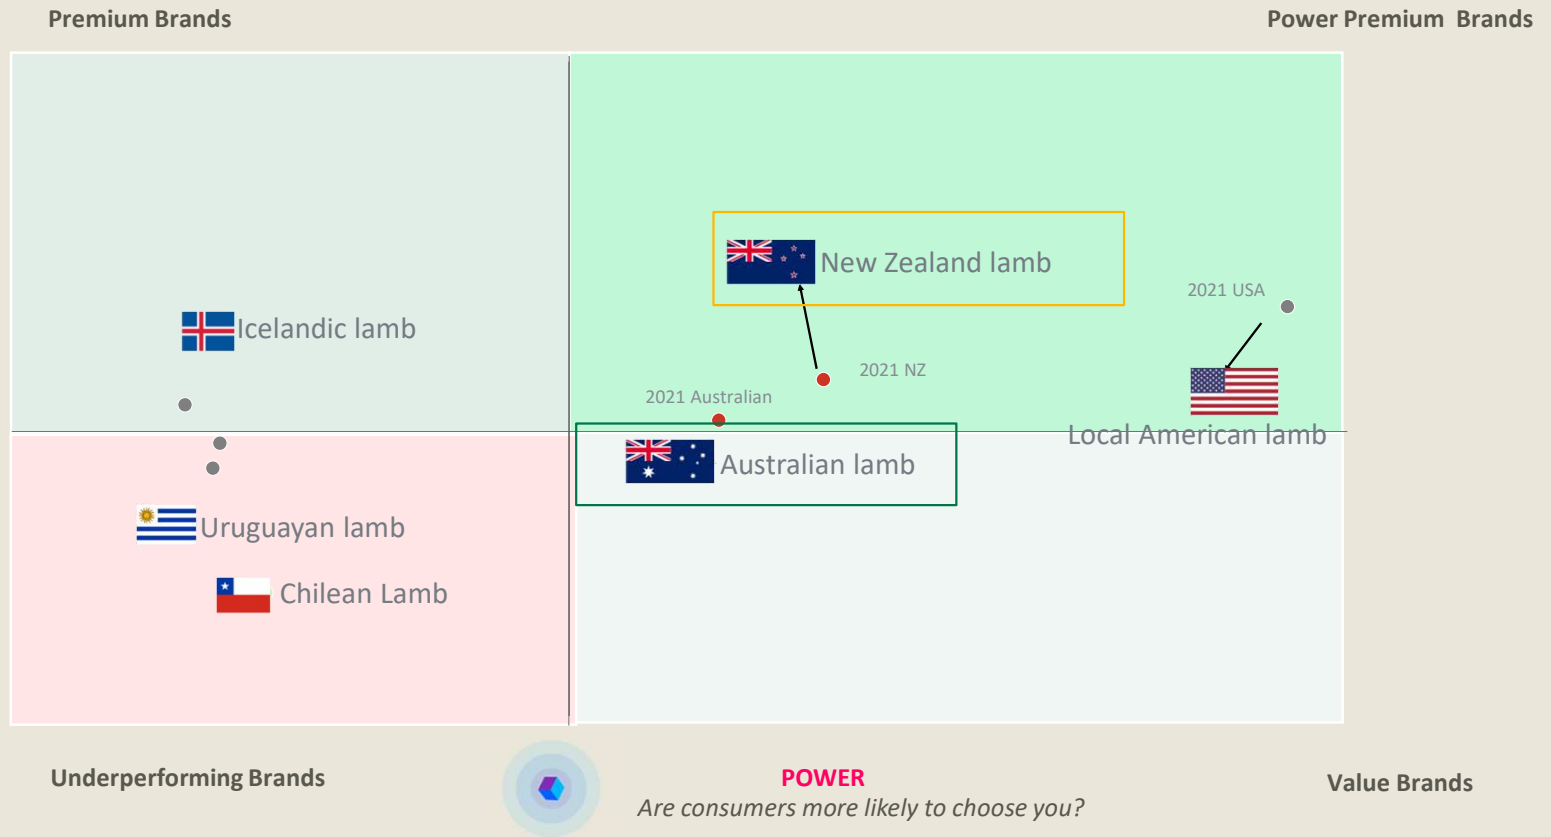 Premium Brands
Power Premium Brands
New Zealand lamb
2021 USA
Icelandic lamb
2021 NZ
2021 Australian
Local American lamb
Australian lamb
Uruguayan lamb
Chilean Lamb
Underperforming Brands
POWER
Value Brands
Are consumers more likely to choose you?